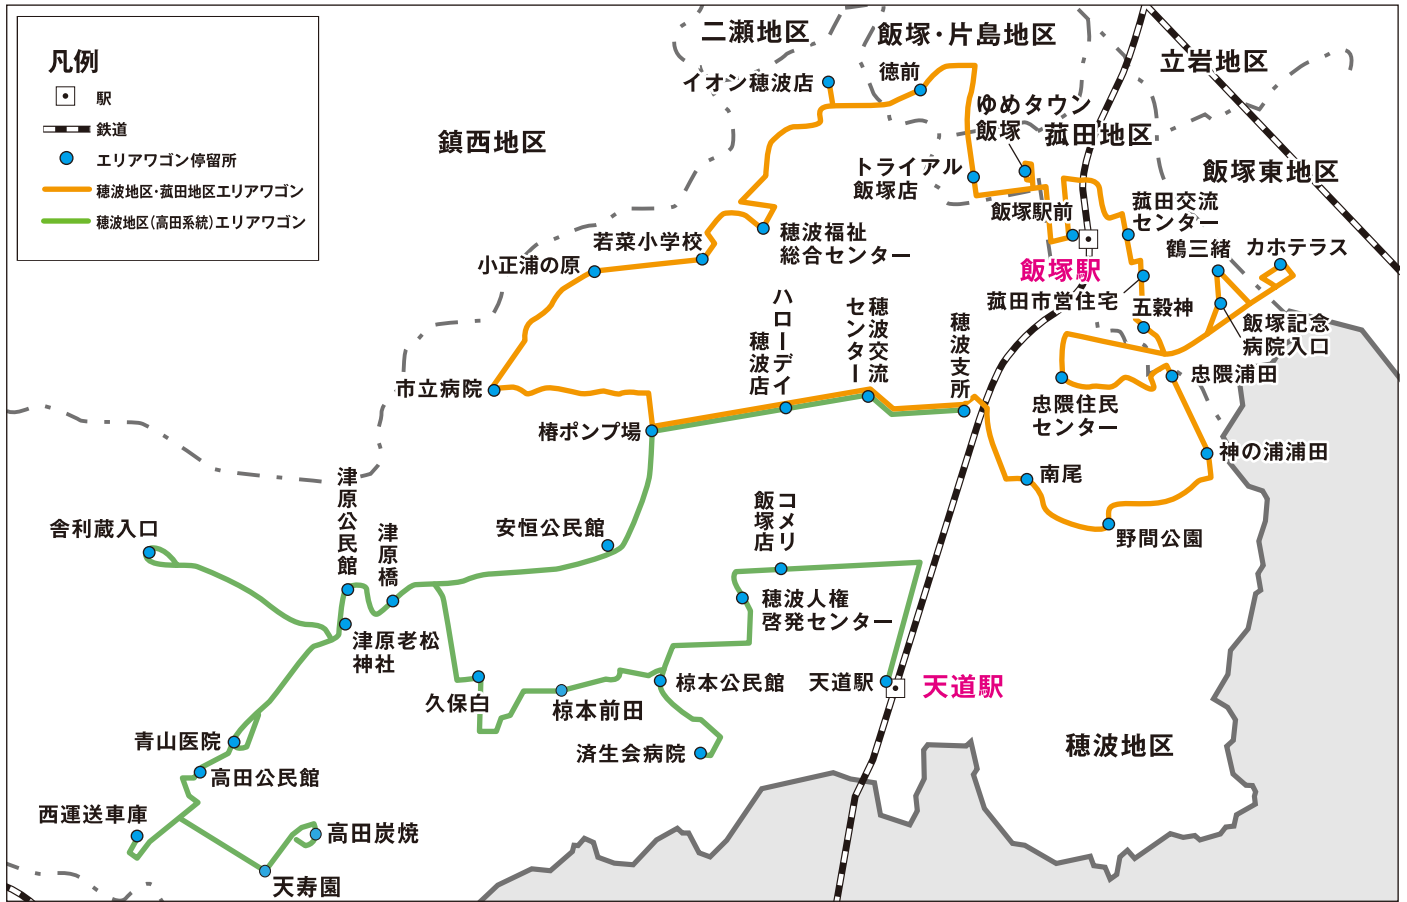 凡例
駅
鉄道
エリアワゴン停留所
穂波地区・菰田地区エリアワゴン
穂波地区(高田系統)エリアワゴン
二瀬地区
飯塚・片島地区
立岩地区
鎮西地区
菰田地区
飯塚東地区
穂波地区
イオン穂波店
徳前
ゆめタウン
飯塚
トライアル
飯塚店
飯塚駅前
飯塚駅
菰田交流
センター
鶴三緒
カホテラス
菰田市営住宅
五穀神
飯塚記念
病院入口
若菜小学校
穂波福祉
総合センター
小正浦の原
市立病院
ハローデイ
穂波店
穂波交流
センター
穂波支所
椿ポンプ場
忠隈浦田
忠隈住民
センター
神の浦浦田
南尾
野間公園
津原公民館
津原橋
安恒公民館
コメリ
飯塚店
舎利蔵入口
穂波人権
啓発センター
津原老松
神社
久保白
椋本前田
椋本公民館
天道駅
天道駅
済生会病院
青山医院
高田公民館
西運送車庫
高田炭焼
天寿園